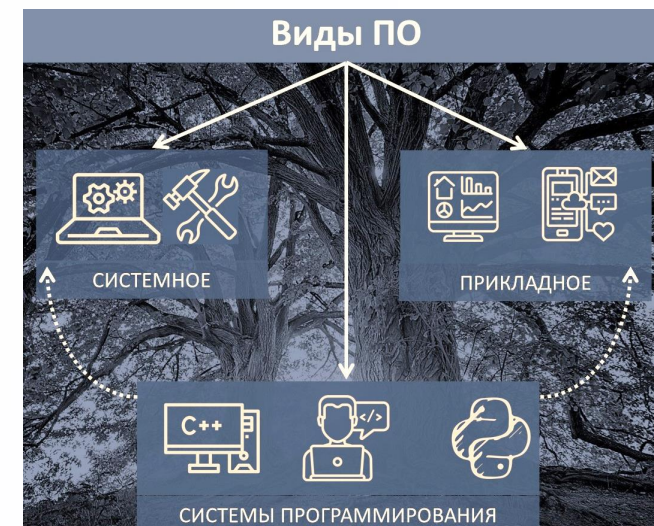 Виды ПО
СИСТЕМНОЕ
ПРИКЛАДНОЕ
C++
</>
СИСТЕМЫ ПРОГРАММИРОВАНИЯ